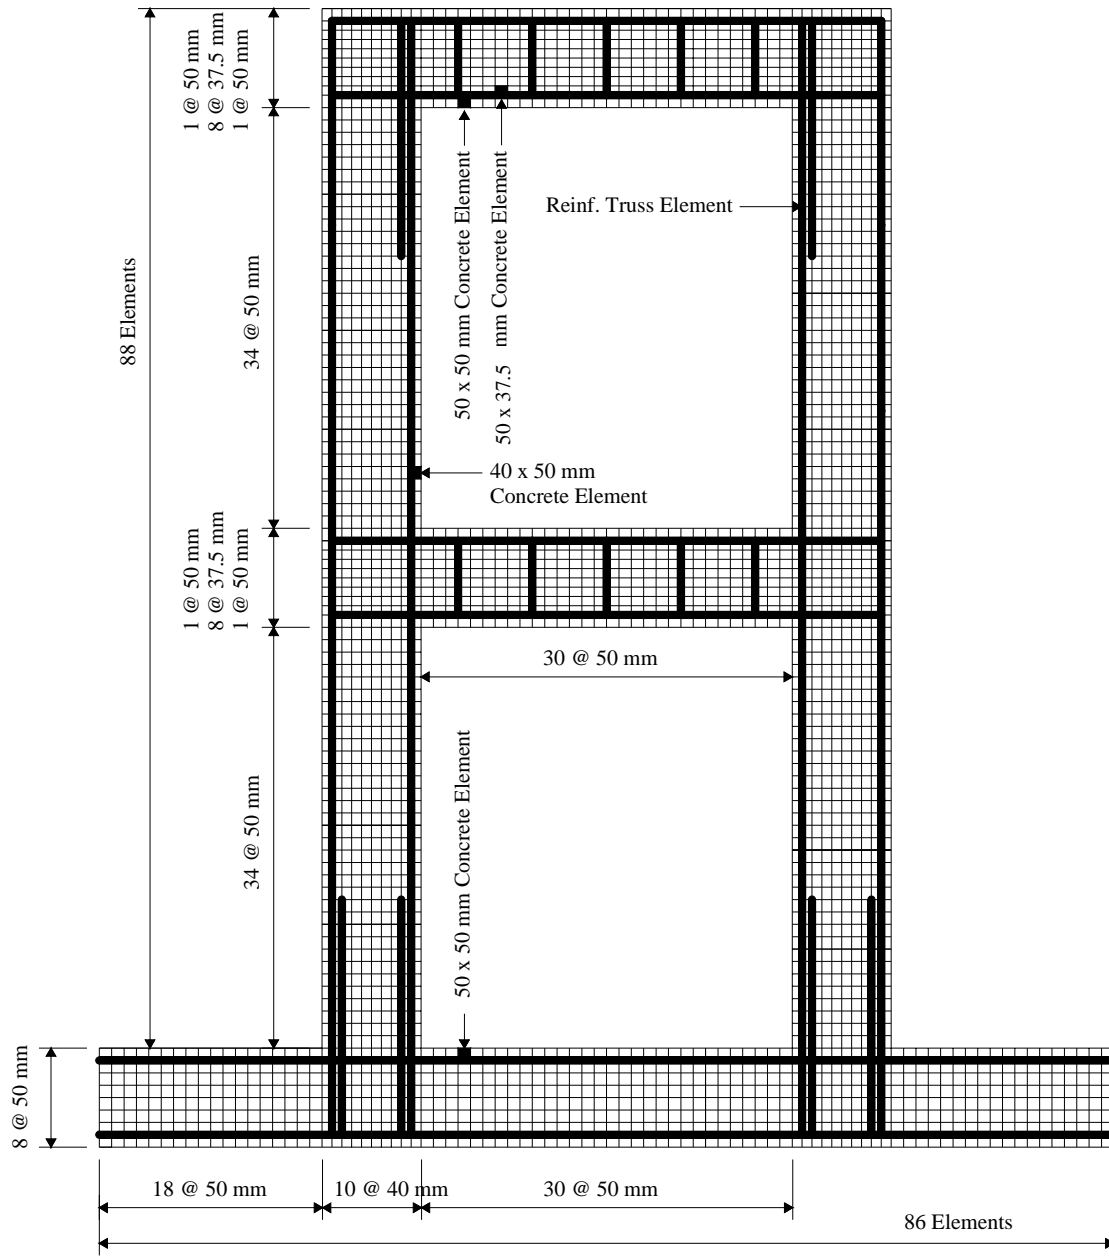 1 @ 50 mm
8 @ 37.5 mm
1 @ 50 mm
88 Elements
34 @ 50 mm
50 x 50 mm Concrete Element
50 x 37.5 mm Concrete Element
Reinf. Truss Element
40 x 50 mm
Concrete Element
1 @ 50 mm
8 @ 37.5 mm
1 @ 50 mm
30 @ 50 mm
34 @ 50 mm
50 x 50 mm Concrete Element
8 @ 50 mm
18 @ 50 mm
10 @ 40 mm
30 @ 50 mm
86 Elements